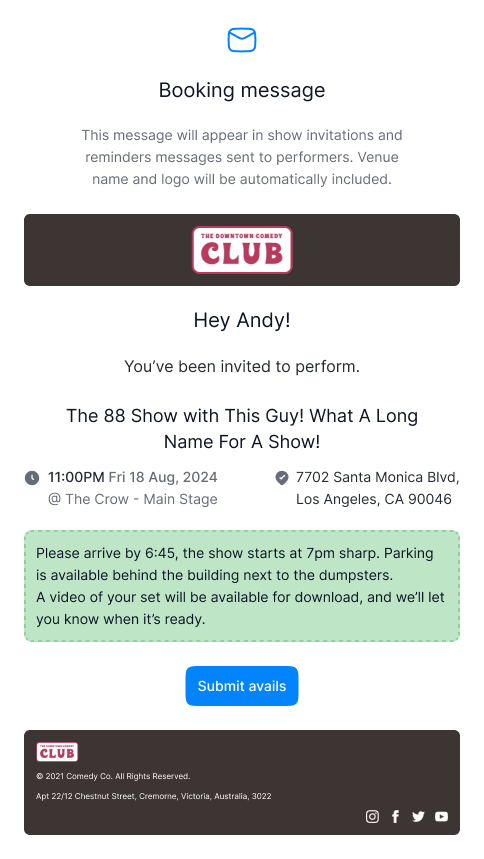 Booking message
This message will appear in show invitations and
reminders messages sent to performers. Venue
name and logo will be automatically included.
THE DOWNTOWN COMEDY
CLUB
Hey Andy!
You’ve been invited to perform.
The 88 Show with This Guy! What A Long
Name For A Show!
11:00PM Fri 18 Aug, 2024
@ The Crow - Main Stage
7702 Santa Monica Blvd,
Los Angeles, CA 90046
Please arrive by 6:45, the show starts at 7pm sharp. Parking
is available behind the building next to the dumpsters.
A video of your set will be available for download, and we’ll let
you know when it’s ready.
Submit avails
THE DOWNTOWN COMEDY
CLUB
© 2021 Comedy Co. All Rights Reserved.
Apt 22/12 Chestnut Street, Cremorne, Victoria, Australia, 3022